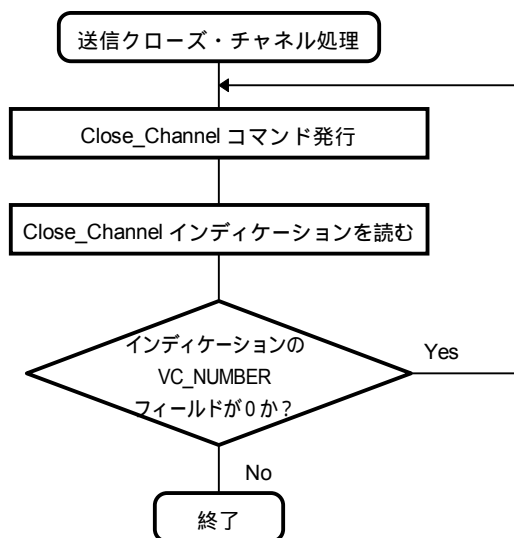 送信クローズ・チャネル処理
Close_Channel コマンド発行
Close_Channel インディケーションを読む
インディケーションの
VC_NUMBER
フィールドが0か?
Yes
No
終了